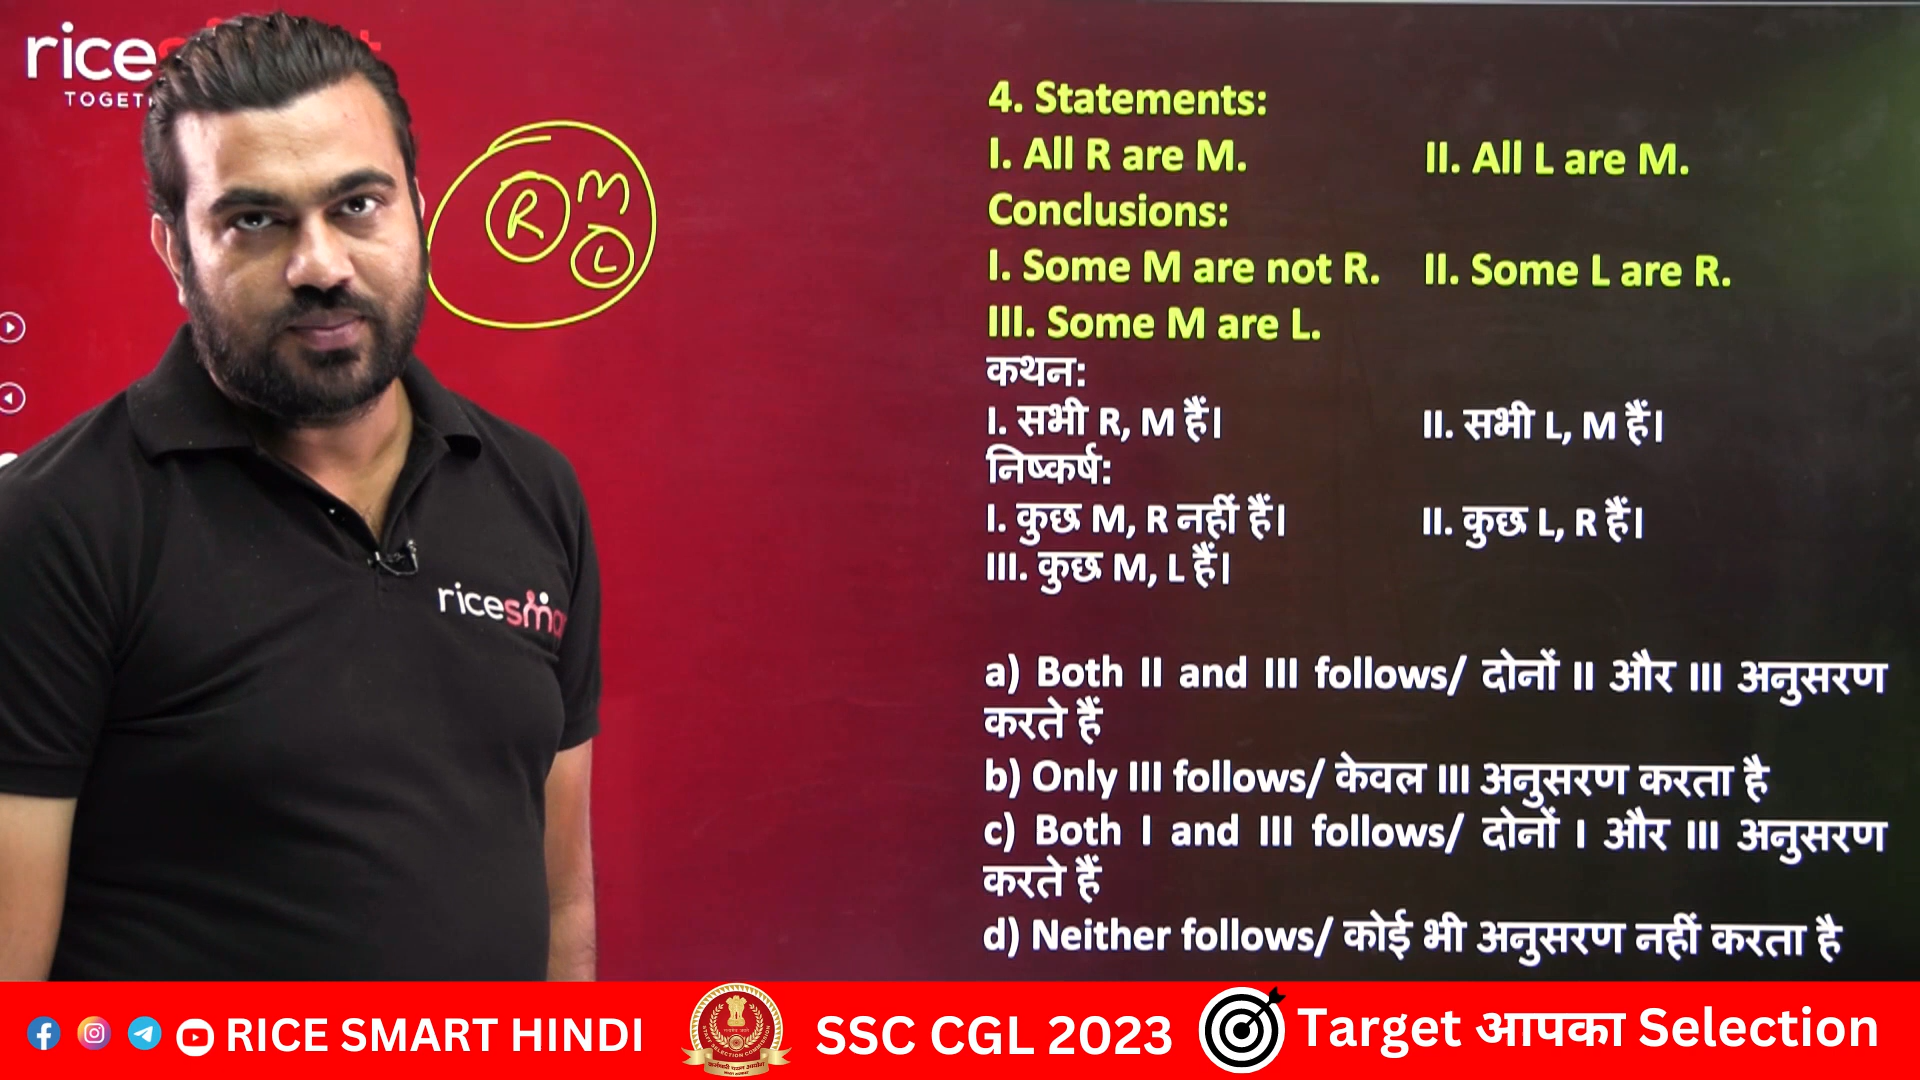 rices
TOGET
R
M
L
4. Statements:
I. All R are M. II. All L are M.
Conclusions:
I. Some M are not R. II. Some L are R.
III. Some M are L.
कथन:
I. सभी R, M हैं। II. सभी L, M हैं।
निष्कर्ष:
I. कुछ M, R नहीं हैं। II. कुछ L, R हैं।
III. कुछ M, L हैं।
a) Both II and III follows/ दोनों II और III अनुसरण
करते हैं
b) Only III follows/ केवल III अनुसरण करता है
c) Both I and III follows/ दोनों I और III अनुसरण
करते हैं
d) Neither follows/ कोई भी अनुसरण नहीं करता है
ricesma
RICE SMART HINDI SSC CGL 2023 Target आपका Selection